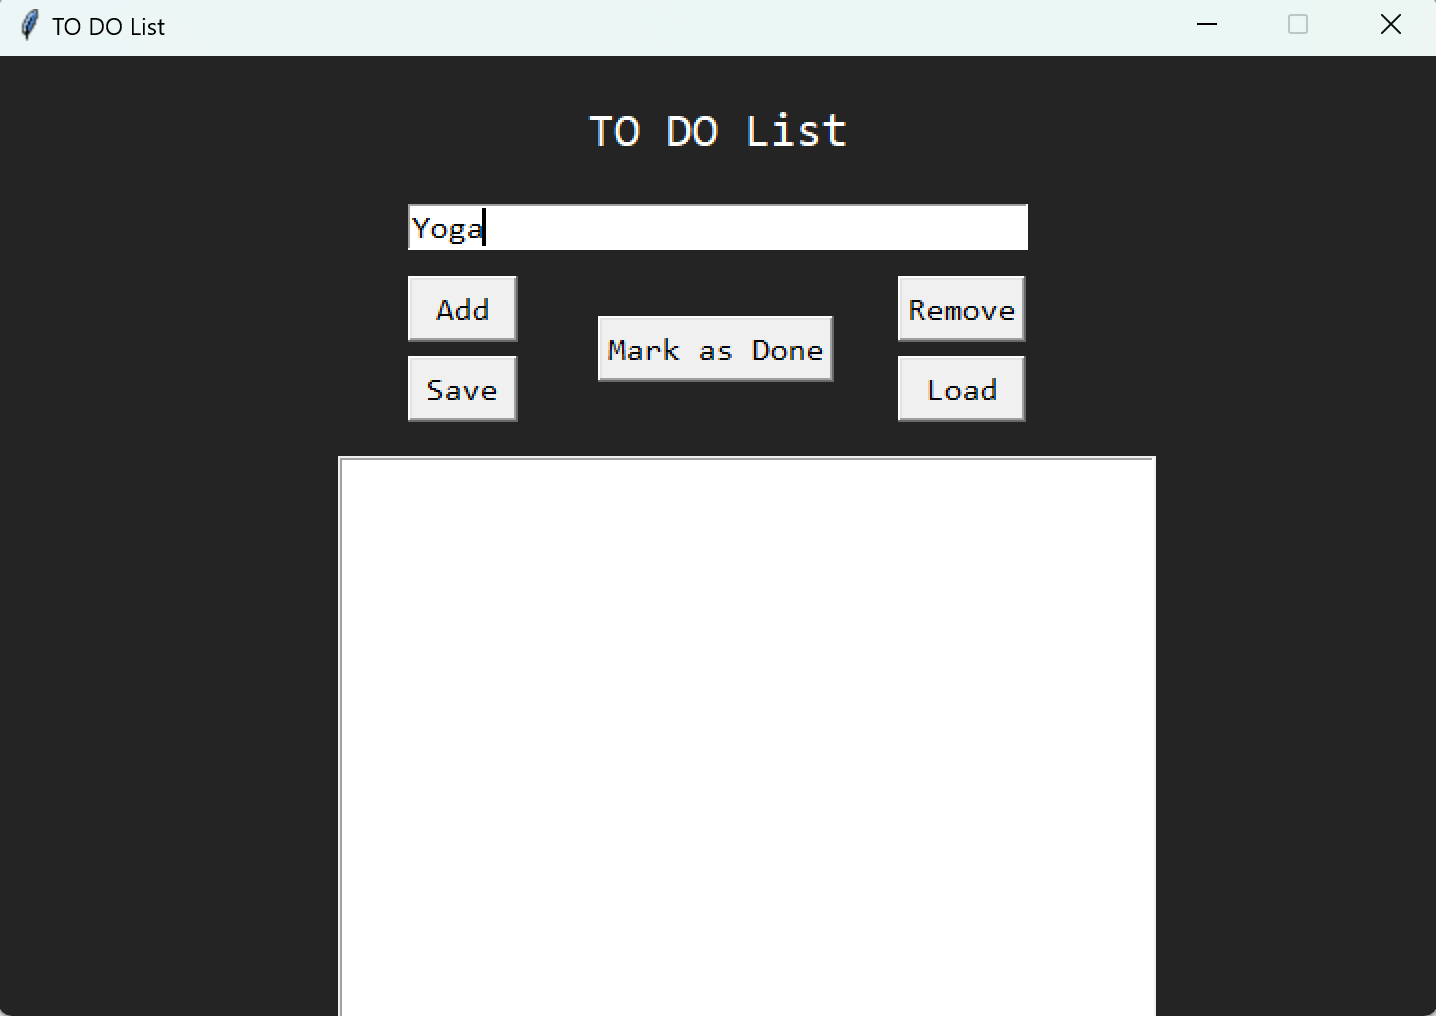 TO DO List
TO DO List
Yoga
Add
Remove
Mark as Done
Save
Load